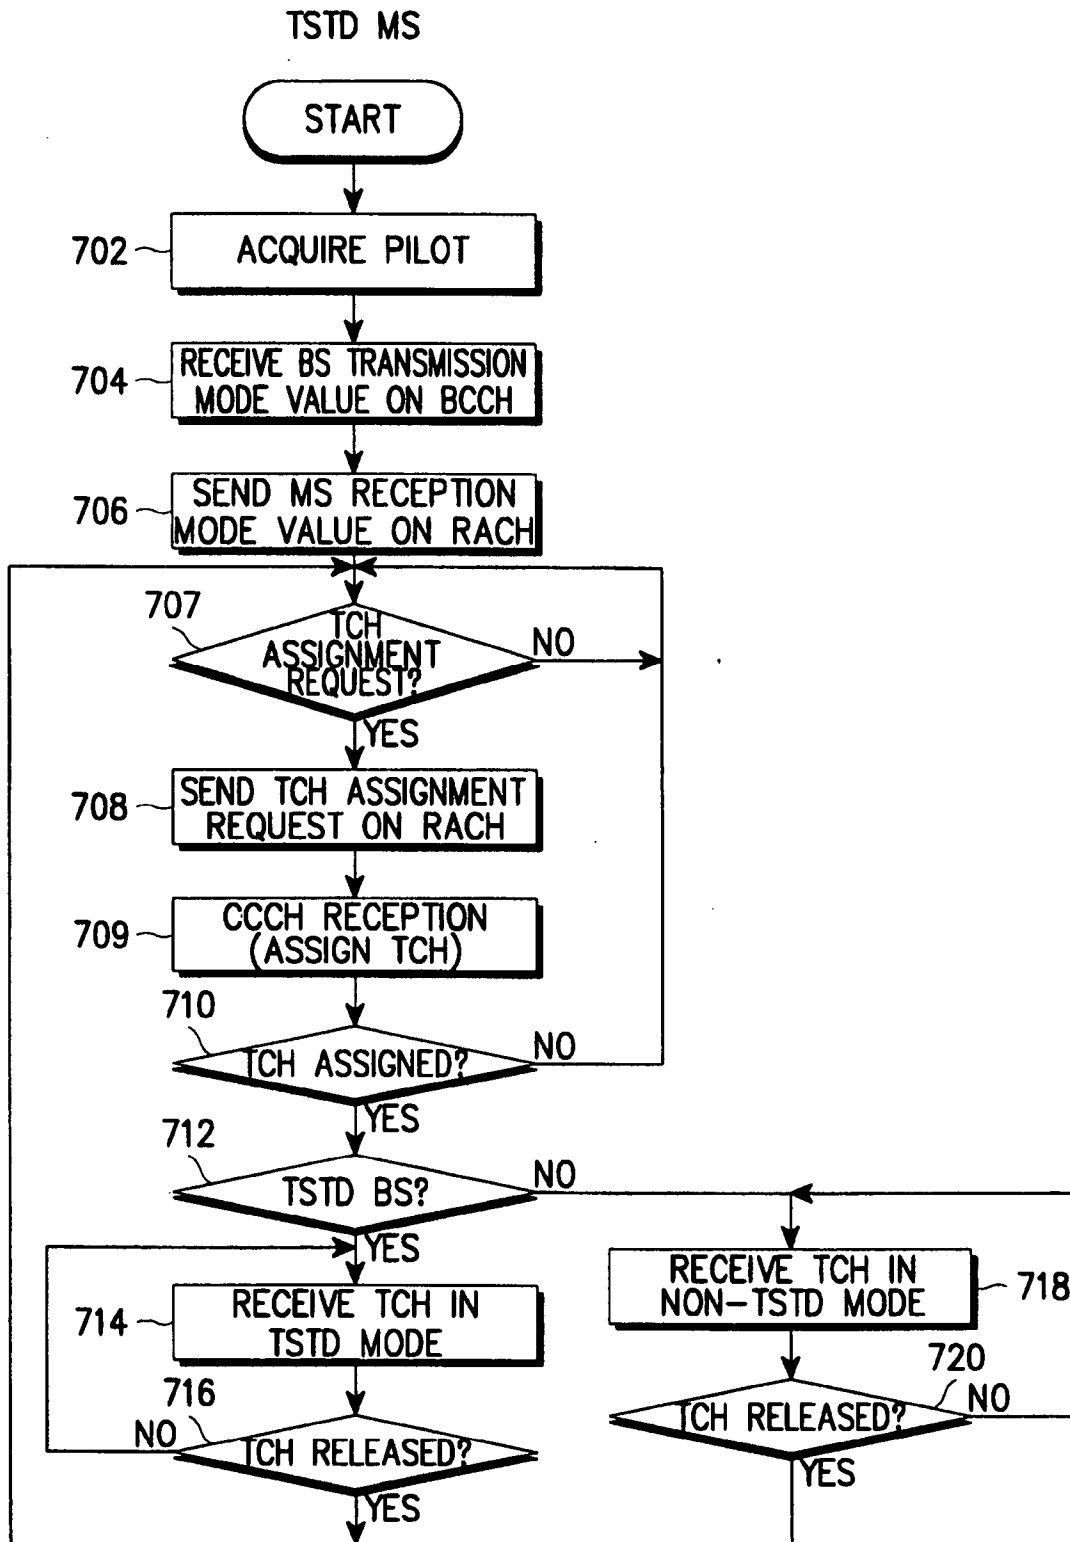 TSTD MS
START
702
ACQUIRE PILOT
704
RECEIVE BS TRANSMISSION
MODE VALUE ON BCCH
706
SEND MS RECEPTION
MODE VALUE ON RACH
707
TCH
ASSIGNMENT
REQUEST?
NO
YES
708
SEND TCH ASSIGNMENT
REQUEST ON RACH
709
CCCH RECEPTION
(ASSIGN TCH)
710
TCH ASSIGNED?
NO
YES
712
TSTD BS?
NO
YES
714
RECEIVE TCH IN
TSTD MODE
RECEIVE TCH IN
NON-TSTD MODE
718
716
TCH RELEASED?
NO
YES
720
TCH RELEASED?
NO
YES